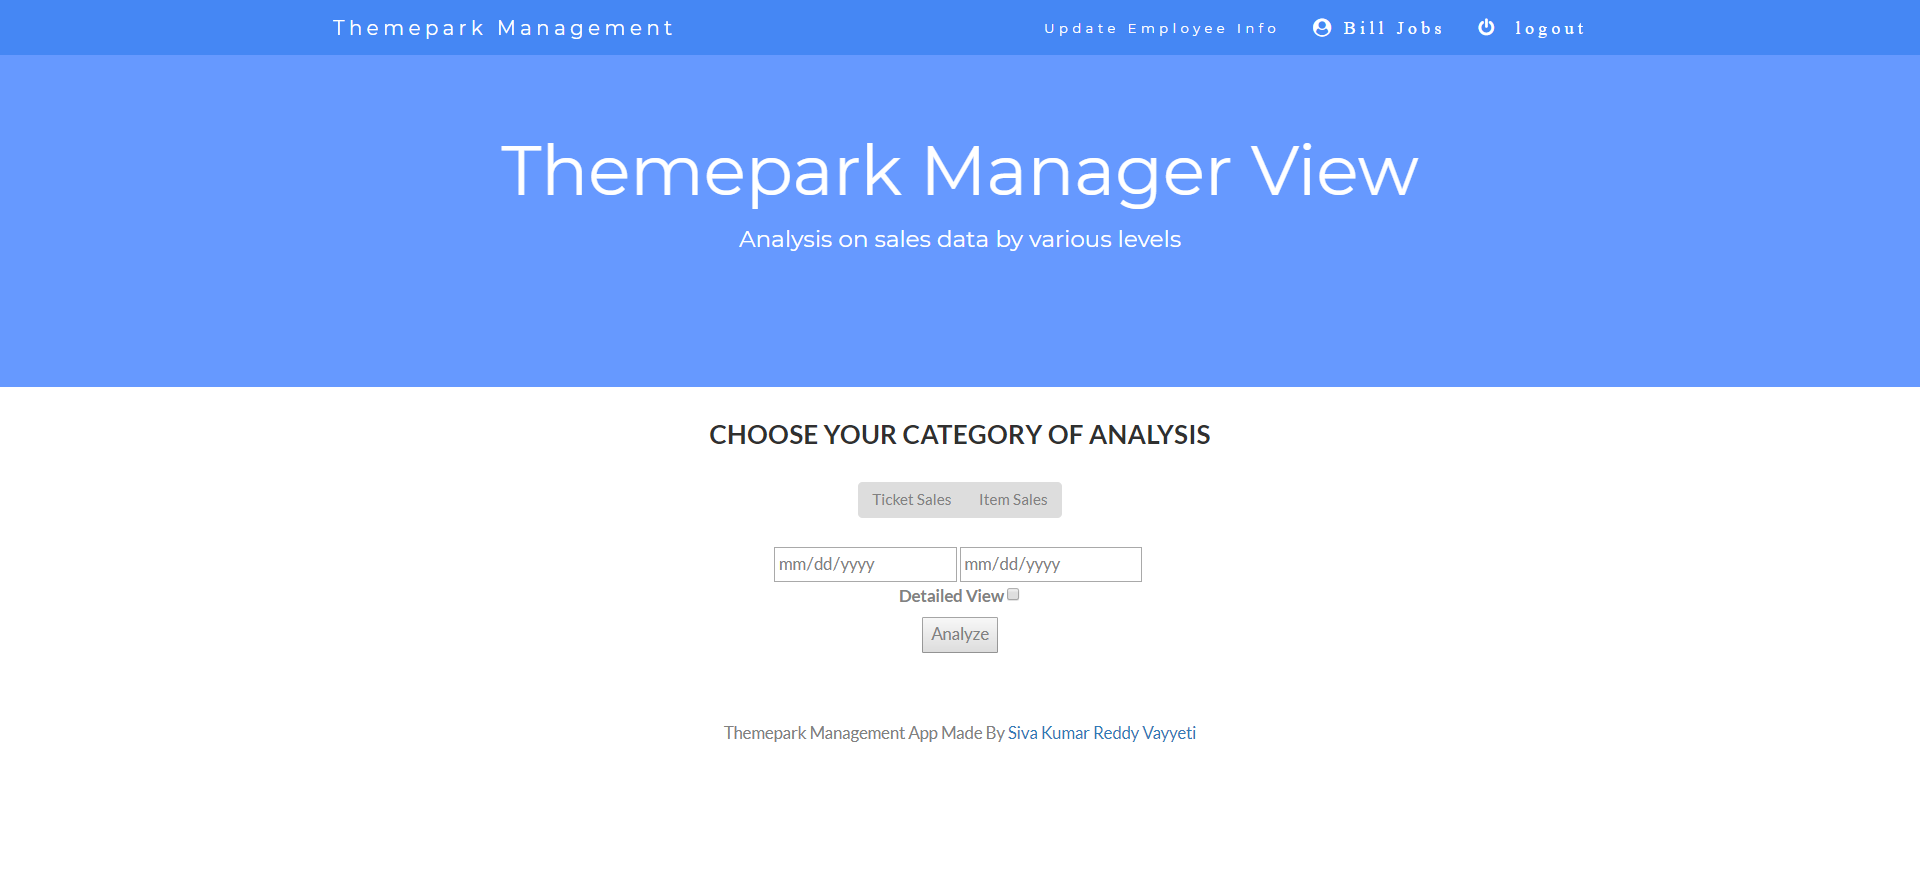 Themepark Management Update Employee Info Bill Jobs logout
Themepark Manager View
Analysis on sales data by various levels
CHOOSE YOUR CATEGORY OF ANALYSIS
Ticket Sales Item Sales
mm/dd/yyyy mm/dd/yyyy
Detailed View
Analyze
Themepark Management App Made By Siva Kumar Reddy Vayyeti